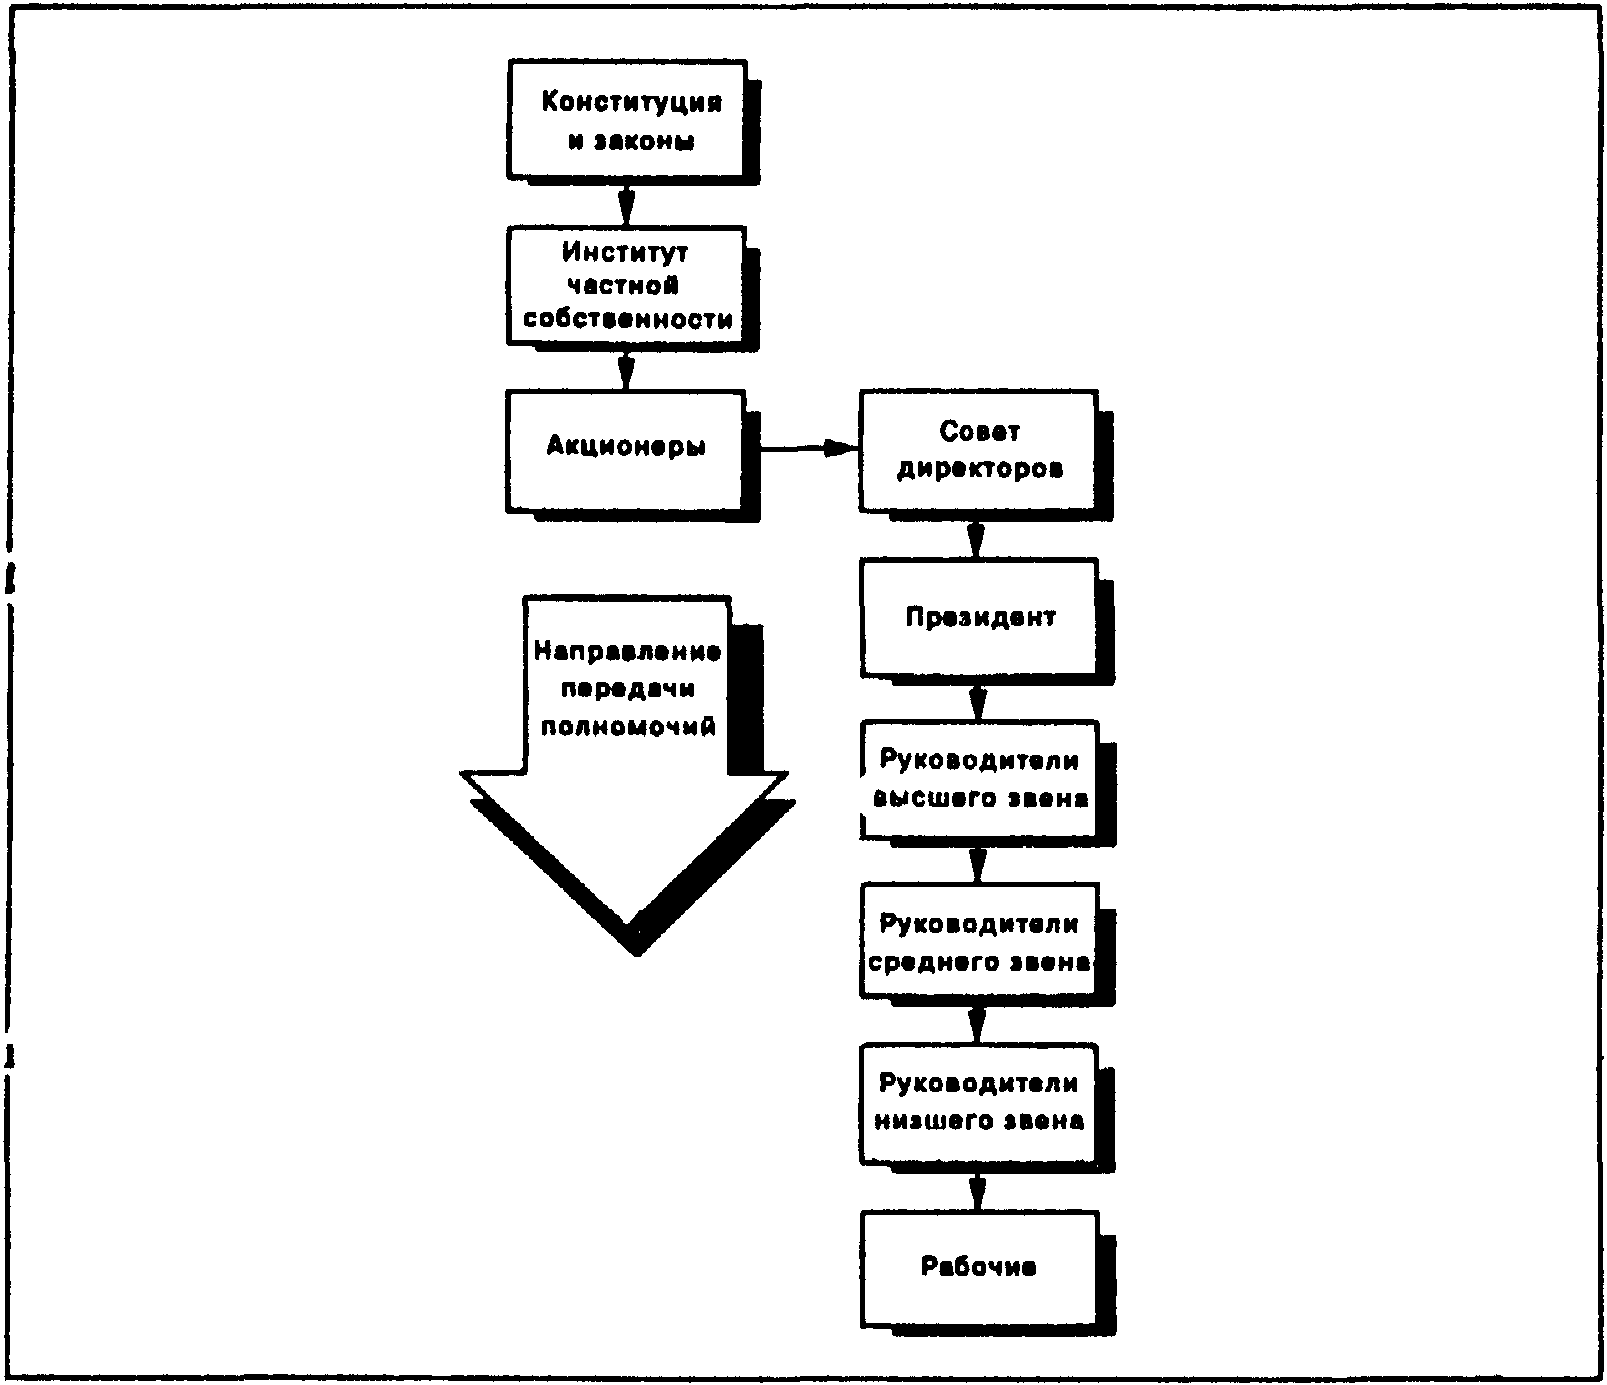 Конституция
и законы
Институт
частной
собственности
Акционеры
Совет
директоров
Президент
Направление
передачи
полномочий
Руководители
высшего звена
Руководители
среднего звена
Руководители
низшего звена
Рабочие